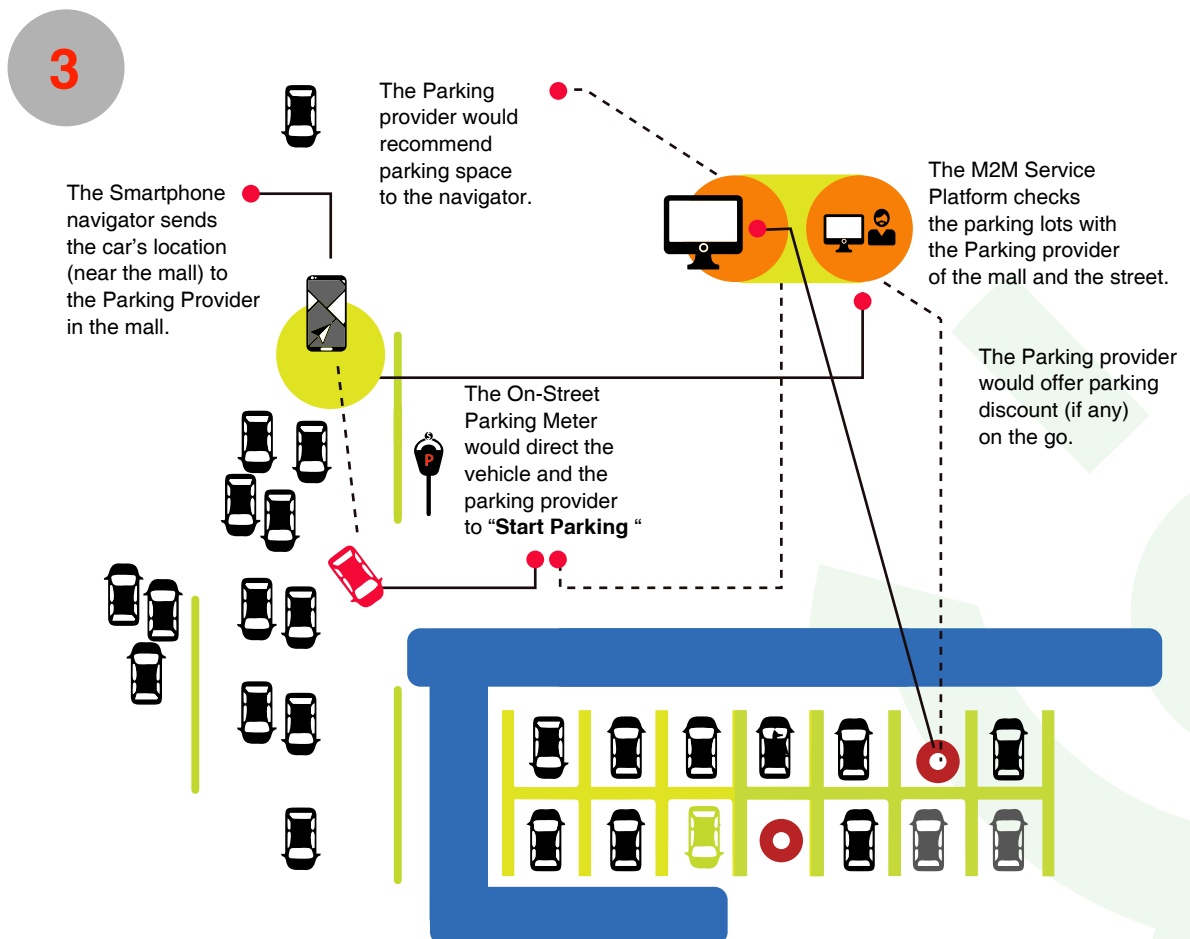 3
The Parking
provider would
recommend
parking space
to the navigator.
The Smartphone
navigator sends
the car's location
(near the mall) to
the Parking Provider
in the mall.
The M2M Service
Platform checks
the parking lots with
the Parking provider
of the mall and the street.
The Parking provider
would offer parking
discount (if any)
on the go.
The On-Street
Parking Meter
would direct the
vehicle and the
parking provider
to “Start Parking “
$
P